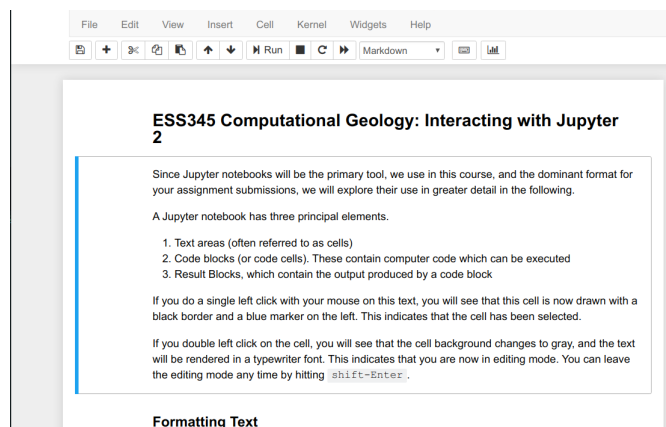 File Edit View Insert Cell Kernel Widgets Help
Run Markdown
ESS345 Computational Geology: Interacting with Jupyter
2
Since Jupyter notebooks will be the primary tool, we use in this course, and the dominant format for
your assignment submissions, we will explore their use in greater detail in the following.
A Jupyter notebook has three principal elements.
1. Text areas (often referred to as cells)
2. Code blocks (or code cells). These contain computer code which can be executed
3. Result Blocks, which contain the output produced by a code block
If you do a single left click with your mouse on this text, you will see that this cell is now drawn with a
black border and a blue marker on the left. This indicates that the cell has been selected.
If you double left click on the cell, you will see that the cell background changes to gray, and the text
will be rendered in a typewriter font. This indicates that you are now in editing mode. You can leave
the editing mode any time by hitting shift-Enter .
Formatting Text